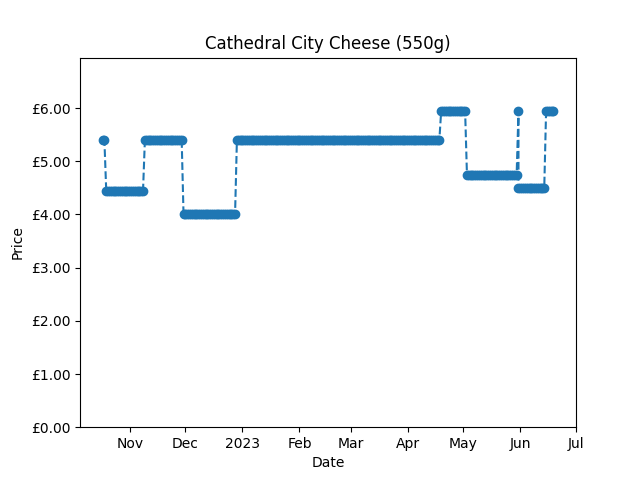 Cathedral City Cheese (550g)
£6.00
£5.00
£4.00
£3.00
£2.00
£1.00
£0.00
Price
Nov Dec 2023 Feb Mar Apr May Jun Jul
Date